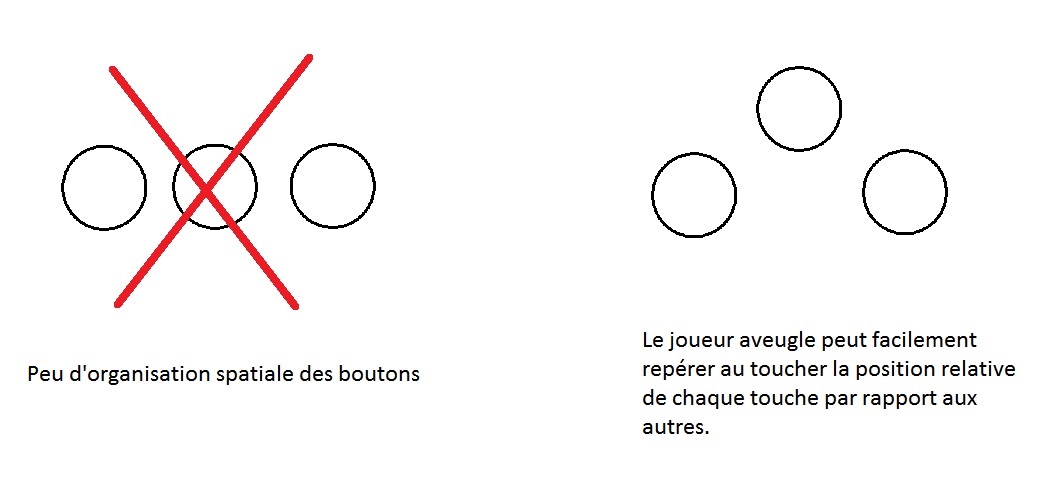 Peu d'organisation spatiale des boutons
Le joueur aveugle peut facilement
repérer au toucher la position relative
de chaque touche par rapport aux
autres.